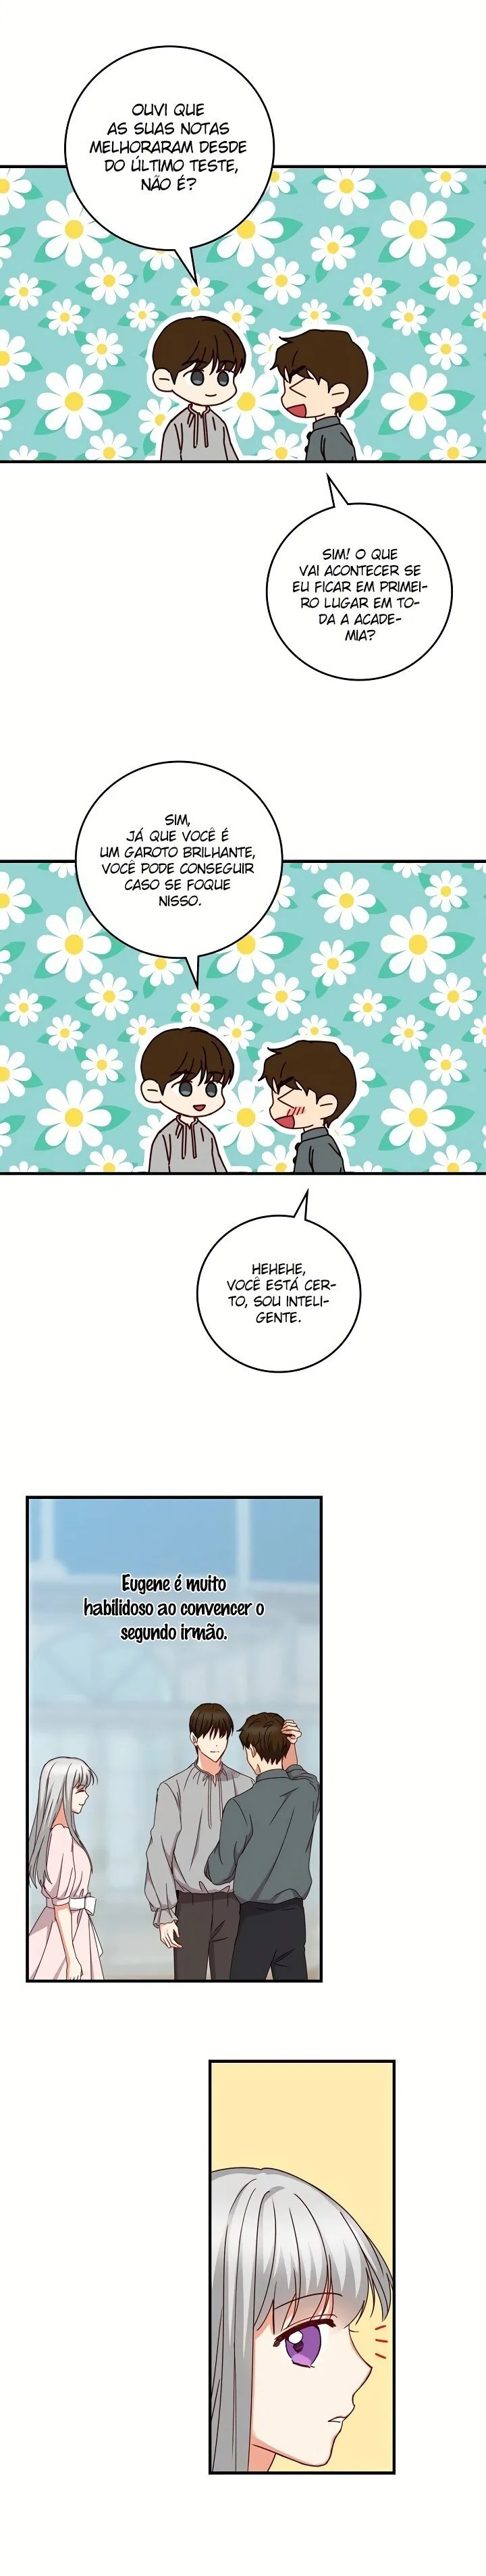 OUVI QUE
AS SUAS NOTAS
MELHORARAM DESDE
DO ÚLTIMO TESTE,
NÃO É?
SIM! O QUE
VAI ACONTECER SE
EU FICAR EM PRIMEI-
RO LUGAR EM TO-
DA A ACADE-
MIA?
SIM,
JÁ QUE VOCÊ É
UM GAROTO BRILHANTE,
VOCÊ PODE CONSEGUIR
CASO SE FOQUE
NISSO.
HEHEHE,
VOCÊ ESTÁ CER-
TO, SOU INTELI-
GENTE.
Eugene é muito
habilidoso ao convencer o
segundo irmão.